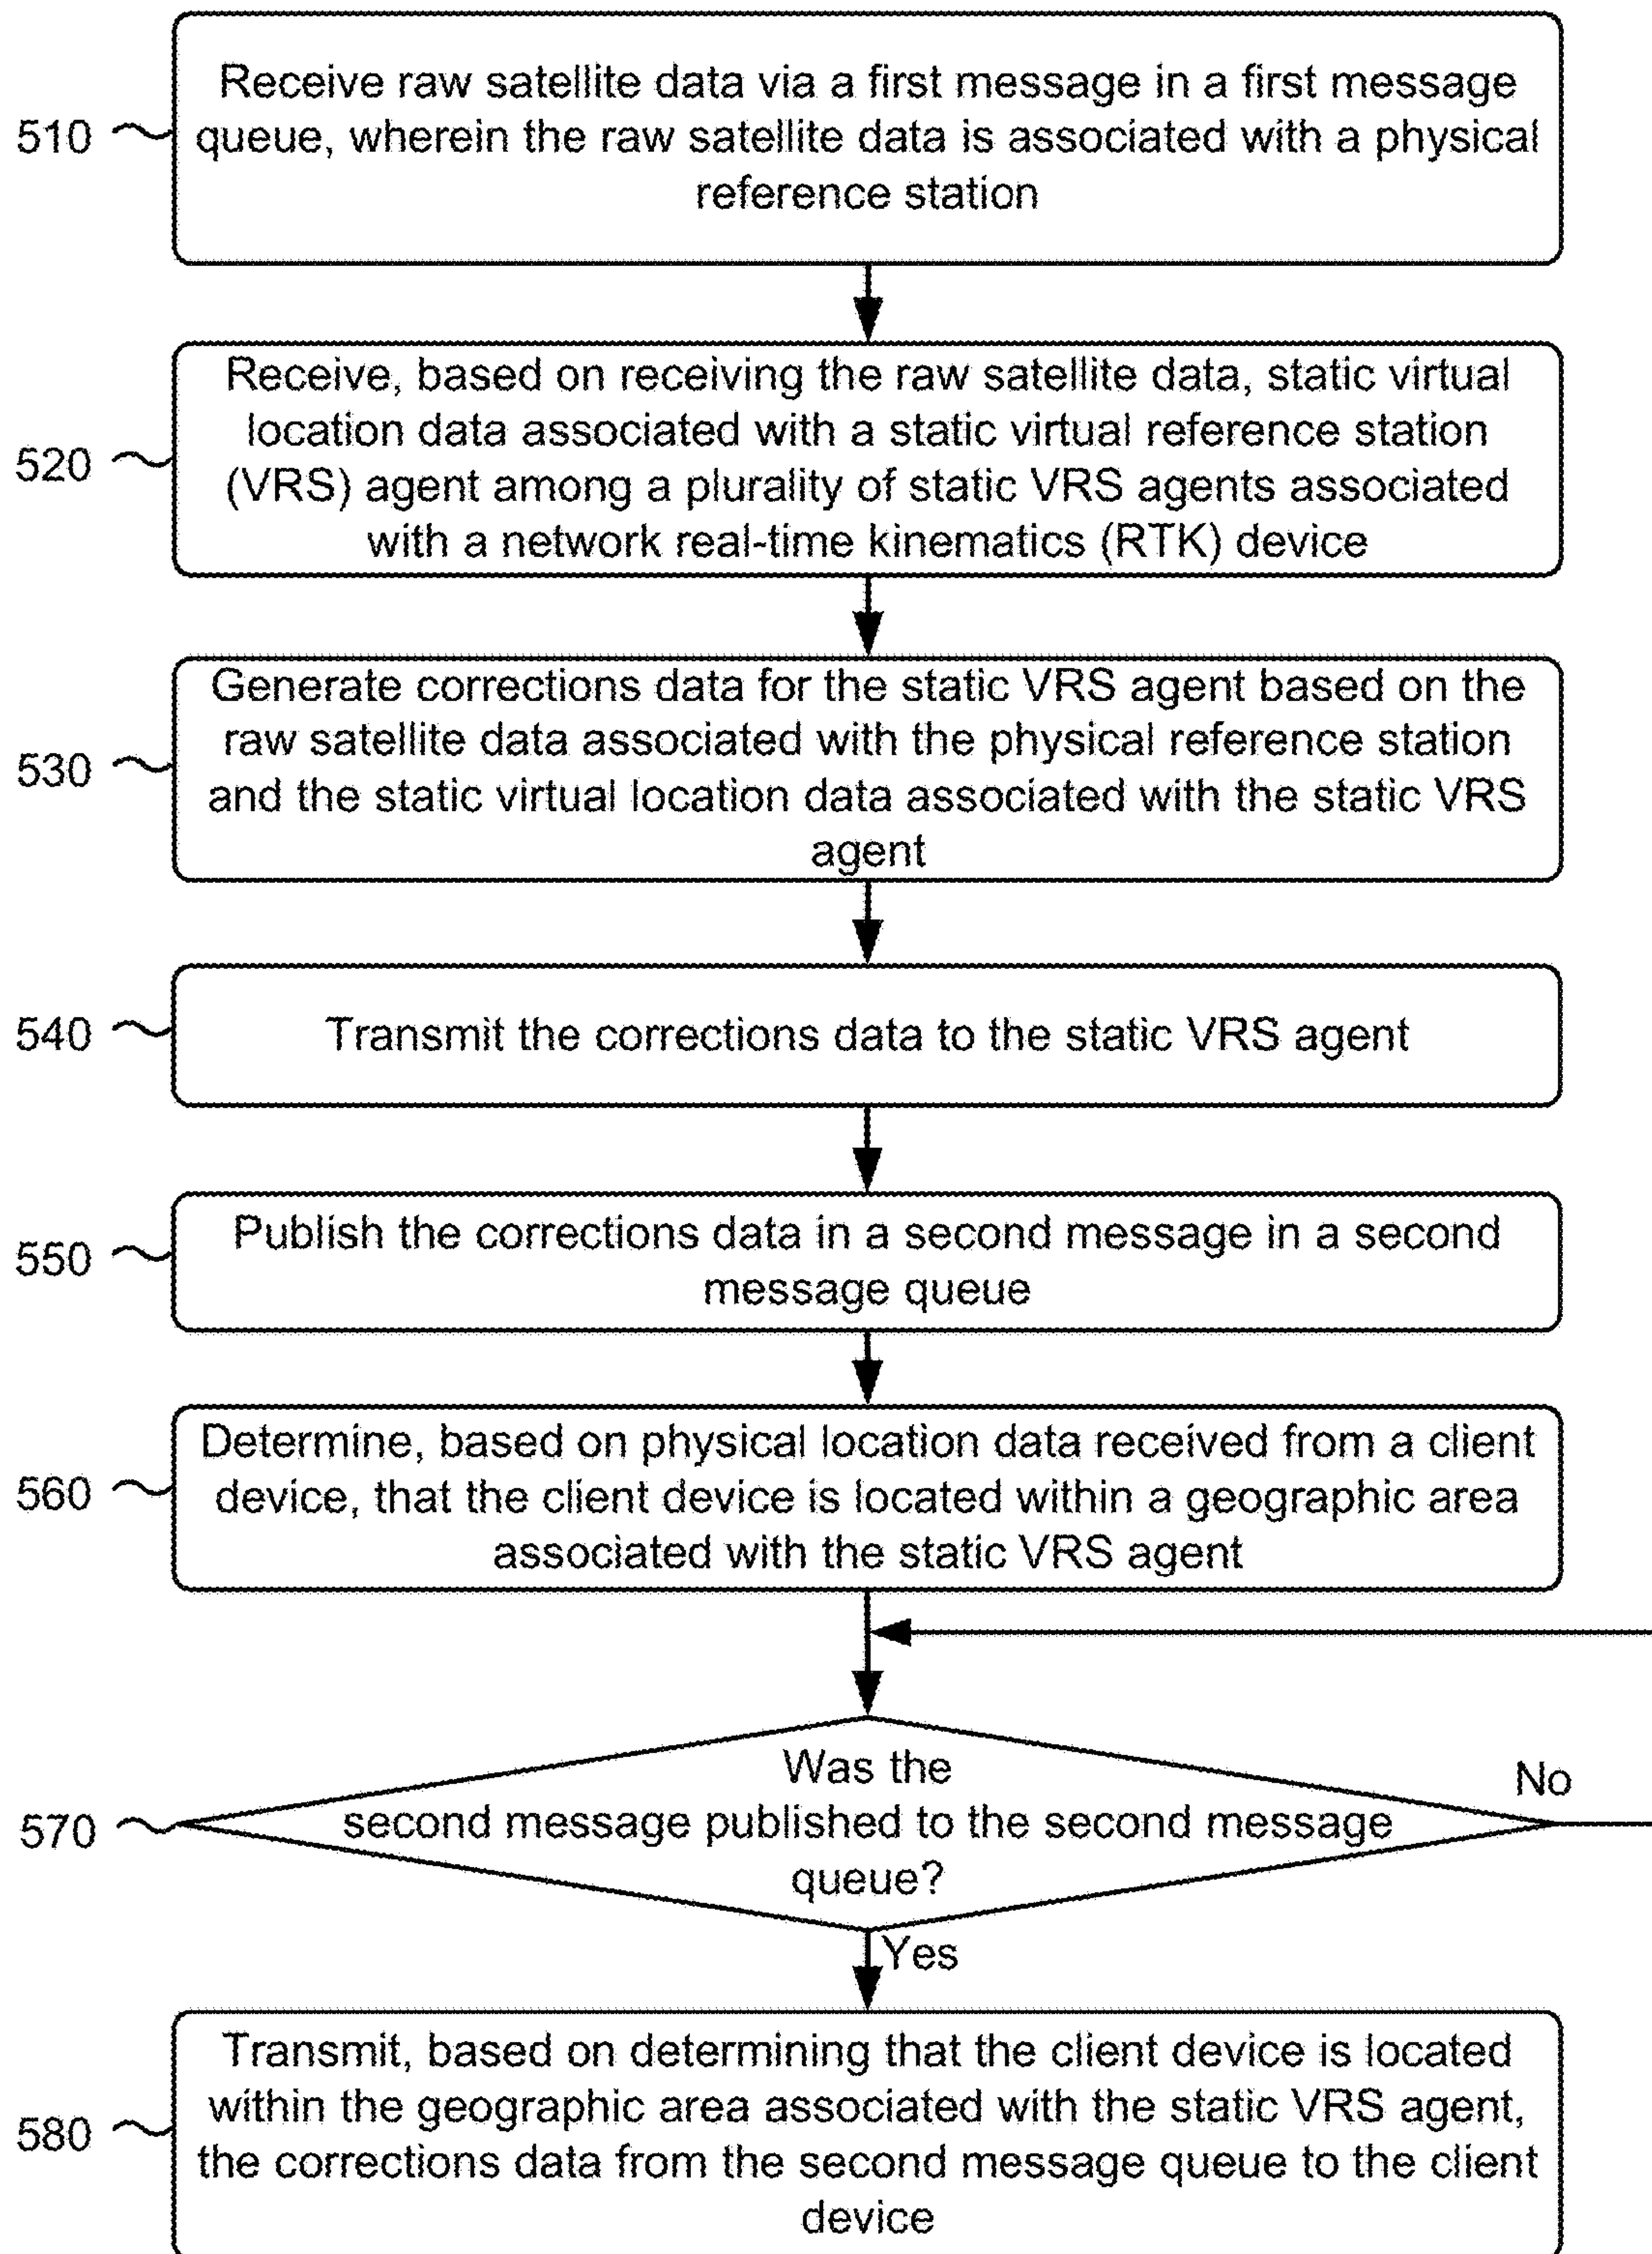 Receive raw satellite data via a first message in a first message
510
queue, wherein the raw satellite data is associated with a physical
reference station
Receive, based on receiving the raw satellite data, static virtual
location data associated with a static virtual reference station
520
(VRS) agent among a plurality of static VRS agents associated
with a network real-time kinematics (RTK) device
Generate corrections data for the static VRS agent based on the
raw satellite data associated with the physical reference station
530
and the static virtual location data associated with the static VRS
agent
540
Transmit the corrections data to the static VRS agent
Publish the corrections data in a second message in a second
550
message queue
Determine, based on physical location data received from a client
560
device, that the client device is located within a geographic area
associated with the static VRS agent
Was the
No
570
second message published to the second message
queue?
Yes
Transmit, based on determining that the client device is located
within the geographic area associated with the static VRS agent,
580
the corrections data from the second message queue to the client
device